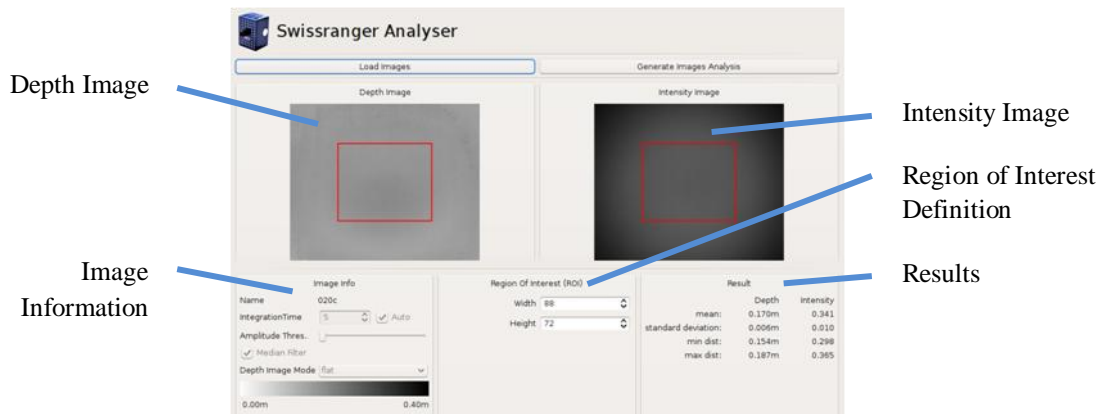 Swissranger Analyser
Load Images
Generate Images Analysis
Depth Image
Depth Image
Intensity Image
Intensity Image
Region of Interest
Definition
Image
Information
Results
Image Info
Name 020c
IntegrationTime 5 Auto
Amplitude Thres..
Median Filter
Depth Image Mode flat
0.00m 0.40m
Region Of Interest (ROI)
Width 88
Height 72
Result
Depth Intensity
mean: 0.170m 0.341
standard deviation: 0.006m 0.010
min dist: 0.154m 0.298
max dist: 0.187m 0.365